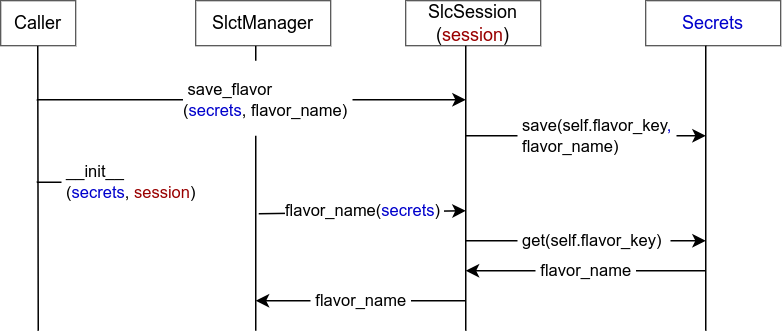 Caller
SlctManager
SlcSession
(session)
Secrets
save_flavor
(secrets, flavor_name)
save(self.flavor_key,
flavor_name)
__init__
(secrets, session)
flavor_name(secrets)
get(self.flavor_key)
flavor_name
flavor_name